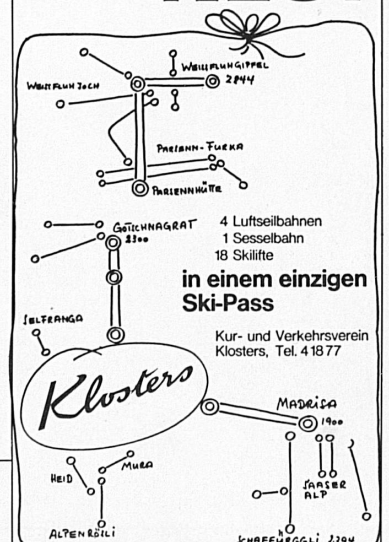 WEISSFLUHGIPFEL
2844
WEISSFLUHJOCH
PARSENN-FURKA
PARSENNHÜTTE
GOTSCHNAGRAT
2300
4 Luftseilbahnen
1 Sesselbahn
18 Skilifte
in einem einzigen
Ski-Pass
SELFRANGA
Kur- und Verkehrsverein
Klosters, Tel. 41877
Klosters
MADRISA
1900
HEID
MURA
SAASER
ALP
ALPENRÖSLI